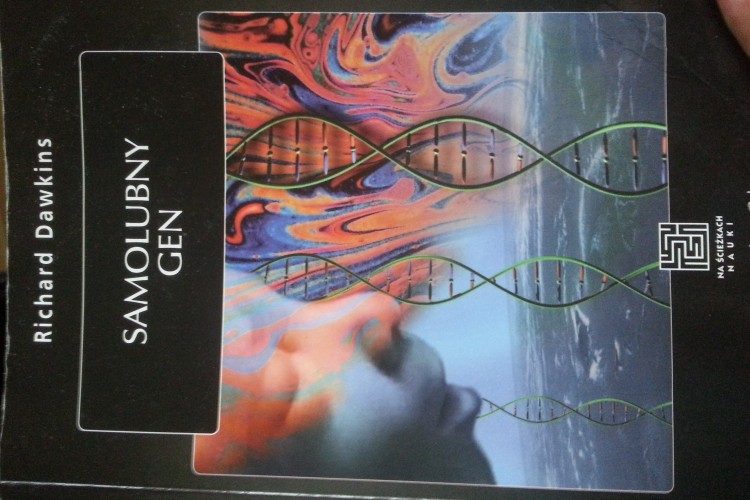 Richard Dawkins
SAMOLUBNY
GEN
NA ŚCIEŻKACH
NAUKI